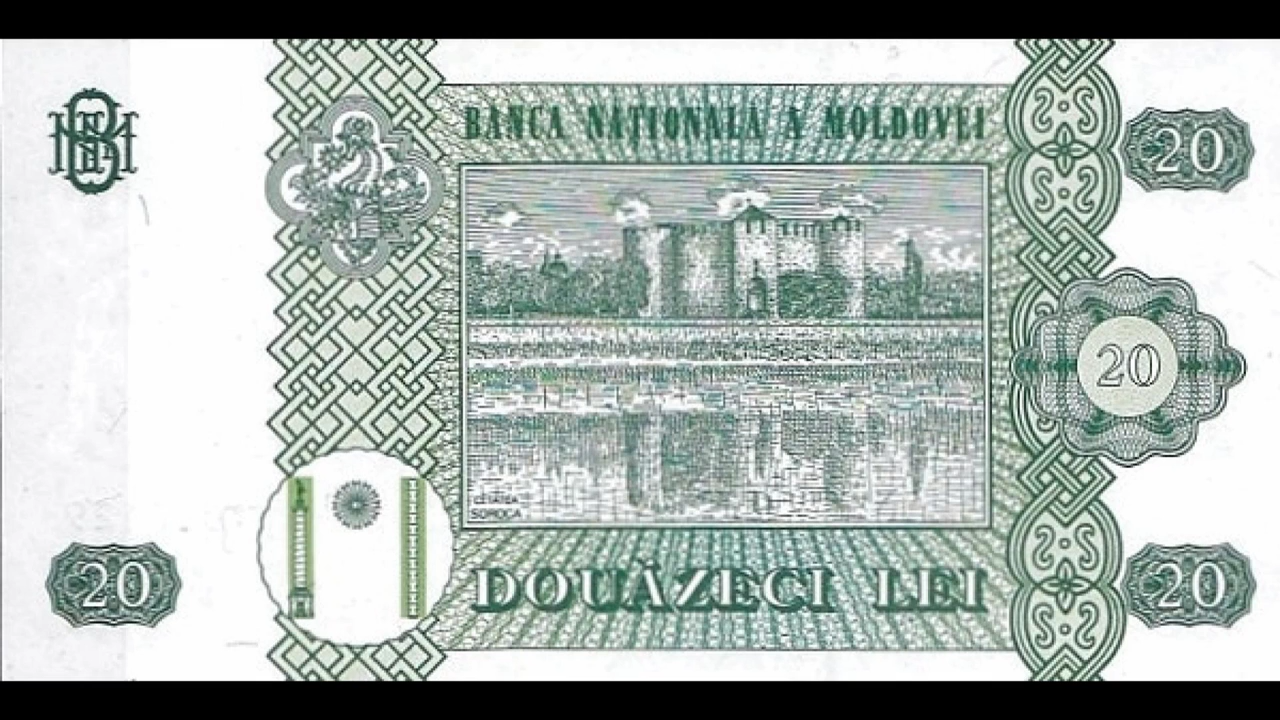 BANCA NAȚIONALĂ A MOLDOVEI
20
20
CETATEA
SOROCA
20
DOUĂZECI LEI
20